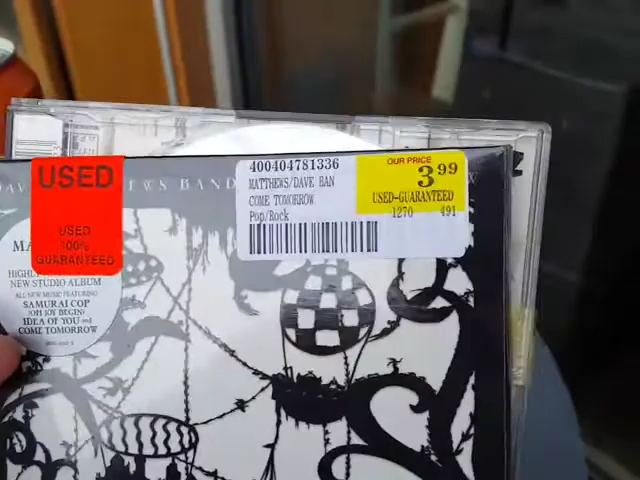 USED
USED
100%
GUARANTEED
WS BAND
400404781336
MATTHEWS/DAVE BAN
COME TOMORROW
Pop/Rock
OUR PRICE
3.99
USED-GUARANTEED
1270 491
NEW STUDIO ALBUM
ALL NEW MUSIC FEATURING
SAMURAI COP
(OH JOY BEGIN)
IDEA OF YOU and
COME TOMORROW